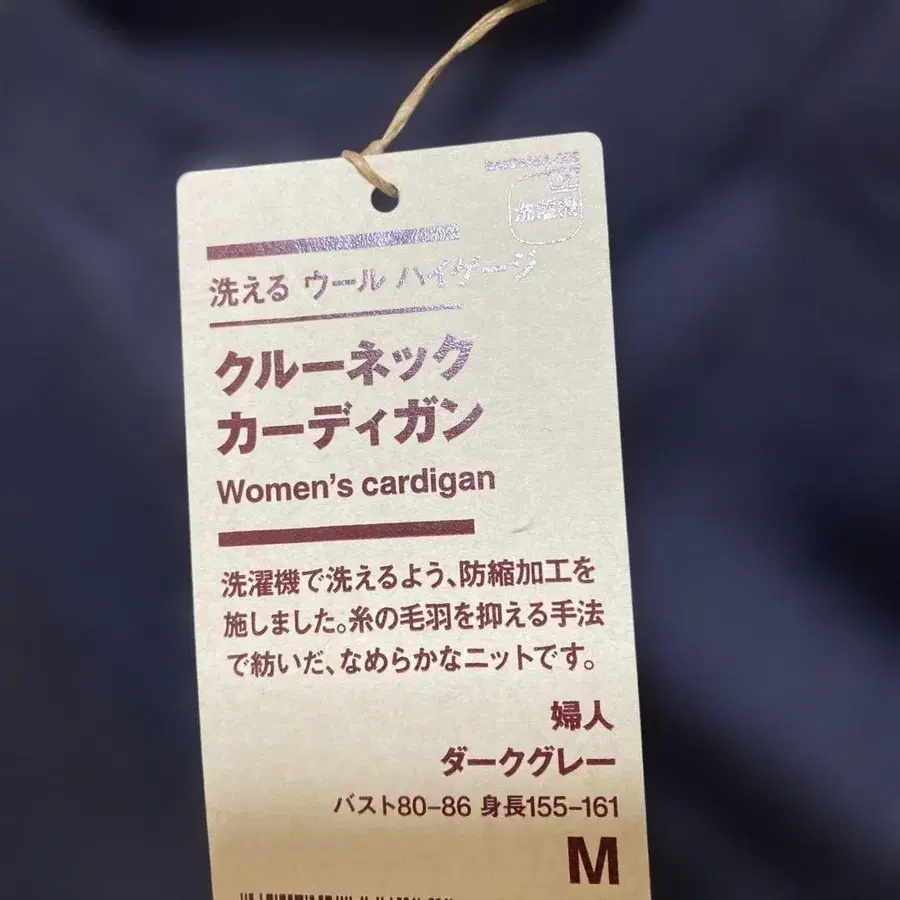 洗濯機
洗える ウール ハイゲージ
クルーネック
カーディガン
Women's cardigan
洗濯機で洗えるよう、防縮加工を
施しました。糸の毛羽を抑える手法
で紡いだ、なめらかなニットです。
婦人
ダークグレー
バスト80-86 身長155-161
M